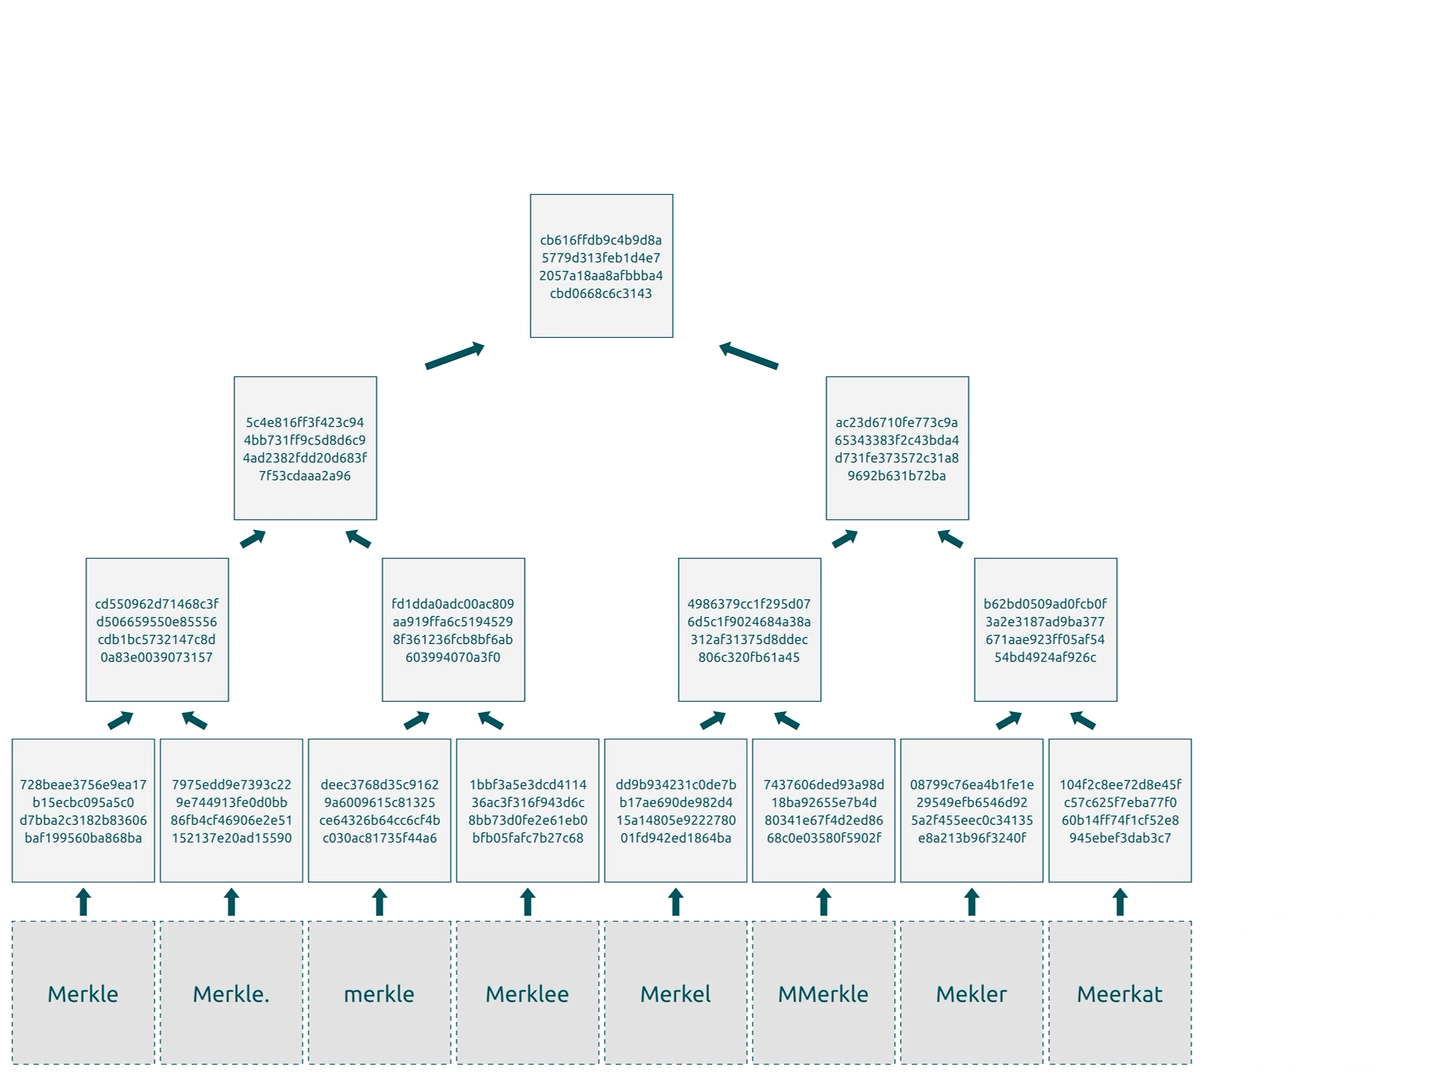 cb616ffdb9c4b9d8a
5779d313feb1d4e7
2057a18aa8afbbba4
cbd0668c6c3143
5c4e816ff3f423c94
4bb731ff9c5d8d6c9
4ad2382fdd20d683f
7f53cdaaa2a96
ac23d6710fe773c9a
65343383f2c43bda4
d731fe373572c31a8
9692b631b72ba
cd550962d71468c3f
d506659550e85556
cdb1bc5732147c8d
0a83e0039073157
fd1dda0adc00ac809
aa919ffa6c5194529
8f361236fcb8bf6ab
603994070a3f0
4986379cc1f295d07
6d5c1f9024684a38a
312af31375d8ddec
806c320fb61a45
b62bd0509ad0fcb0f
3a2e3187ad9ba377
671aae923ff05af54
54bd4924af926c
728beae3756e9ea17
b15ecbc095a5c0
d7bba2c3182b83606
baf199560ba868ba
7975edd9e7393c22
9e744913fe0d0bb
86fb4cf46906e2e51
152137e20ad15590
deec3768d35c9162
9a6009615c81325
ce64326b64cc6cf4b
c030ac81735f44a6
1bbf3a5e3dcd4114
36ac3f316f943d6c
8bb73d0fe2e61eb0
bfb05fafc7b27c68
dd9b934231c0de7b
b17ae690de982d4
15a14805e9222780
01fd942ed1864ba
7437606ded93a98d
18ba92655e7b4d
80341e67f4d2ed86
68c0e03580f5902f
08799c76ea4b1fe1e
29549efb6546d92
5a2f455eec0c34135
e8a213b96f3240f
104f2c8ee72d8e45f
c57c625f7eba77f0
60b14ff74f1cf52e8
945ebef3dab3c7
Merkle
Merkle.
merkle
Merklee
Merkel
MMerkle
Mekler
Meerkat